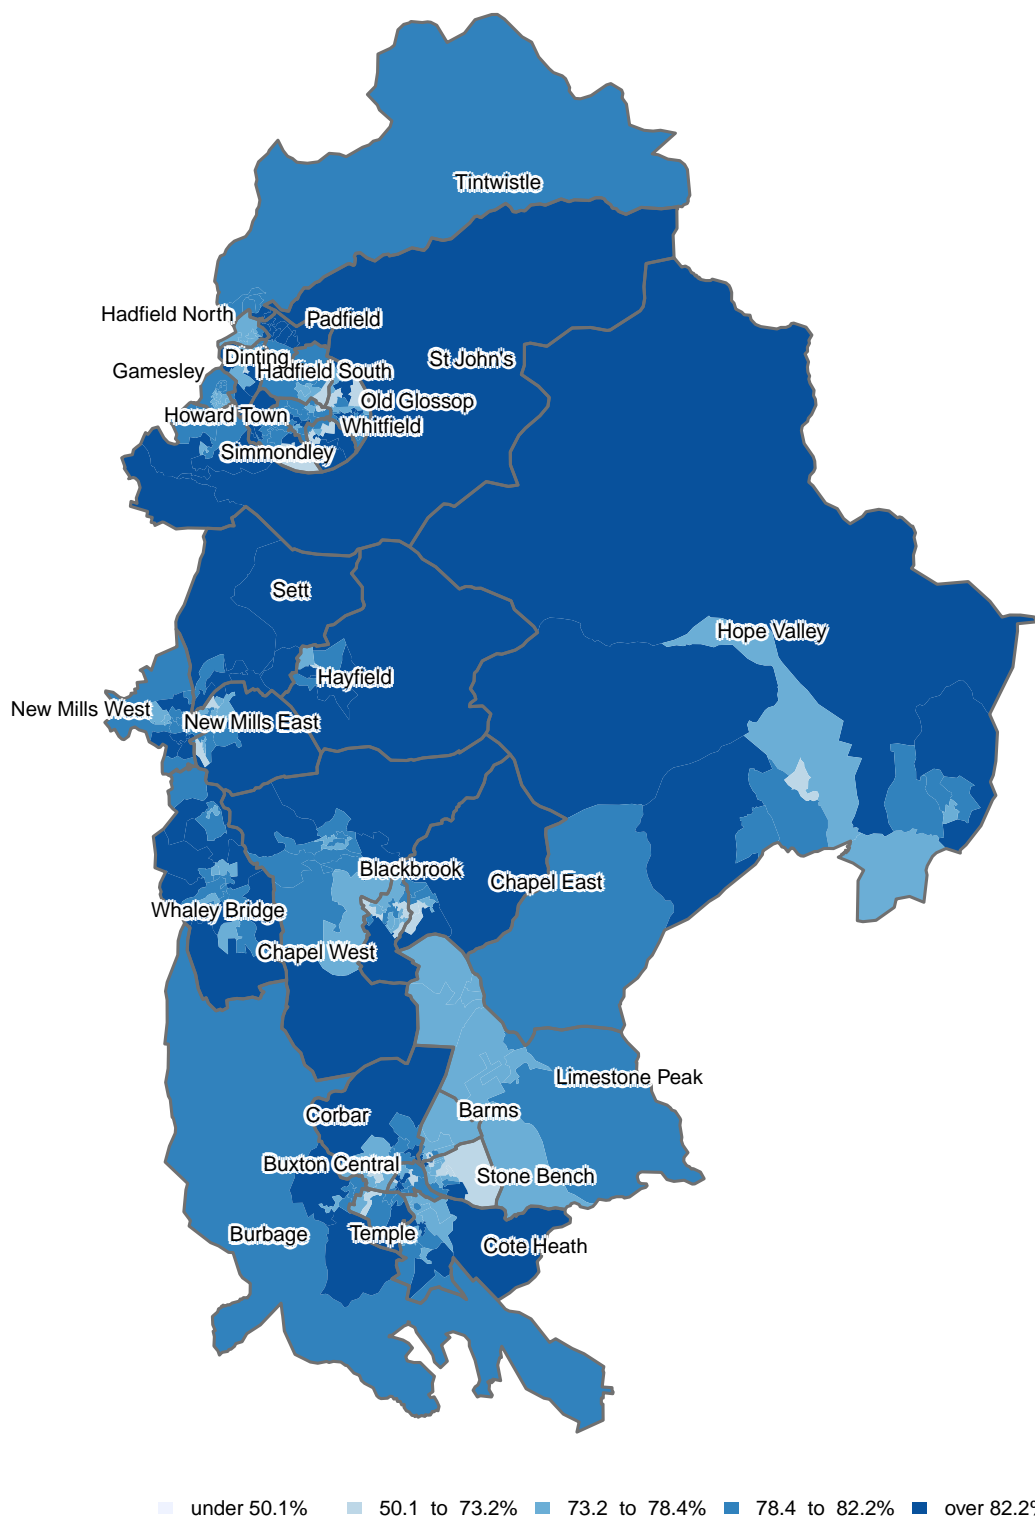 Tintwistle
Hadfield North
Padfield
Dinting
St John's
Gamesley
Hadfield South
Old Glossop
Howard Town
Whitfield
Simmondley
Sett
Hope Valley
Hayfield
New Mills West
New Mills East
Blackbrook
Chapel East
Whaley Bridge
Chapel West
Limestone Peak
Corbar
Barms
Buxton Central
Stone Bench
Burbage
Temple
Cote Heath
under 50.1% 50.1 to 73.2% 73.2 to 78.4% 78.4 to 82.2% over 82.2%